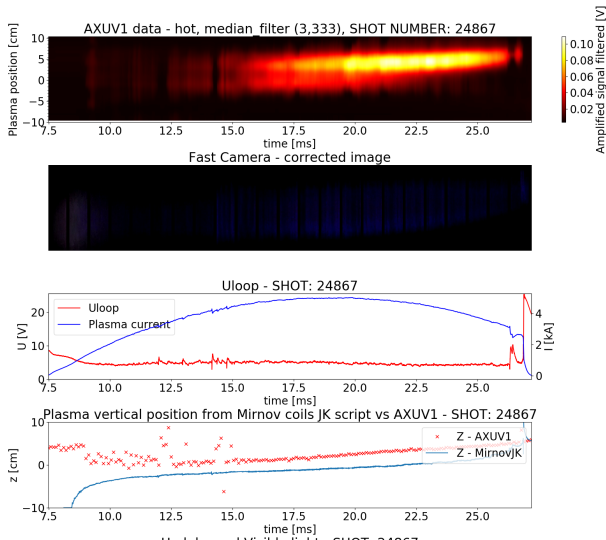 AXUV1 data - hot, median_filter (3,333), SHOT NUMBER: 24867
Plasma position [cm]
10
5
0
−5
−10
7.5 10.0 12.5 15.0 17.5 20.0 22.5 25.0
time [ms]
0.10
0.08
0.06
0.04
0.02
Amplified signal filtered [V]
Fast Camera - corrected image
Uloop - SHOT: 24867
U [V]
20
10
0
Uloop
Plasma current
4
2
0
I [kA]
7.5 10.0 12.5 15.0 17.5 20.0 22.5 25.0
time [ms]
Plasma vertical position from Mirnov coils JK script vs AXUV1 - SHOT: 24867
z [cm]
10
0
−10
Z - AXUV1
Z - MirnovJK
7.5 10.0 12.5 15.0 17.5 20.0 22.5 25.0
time [ms]